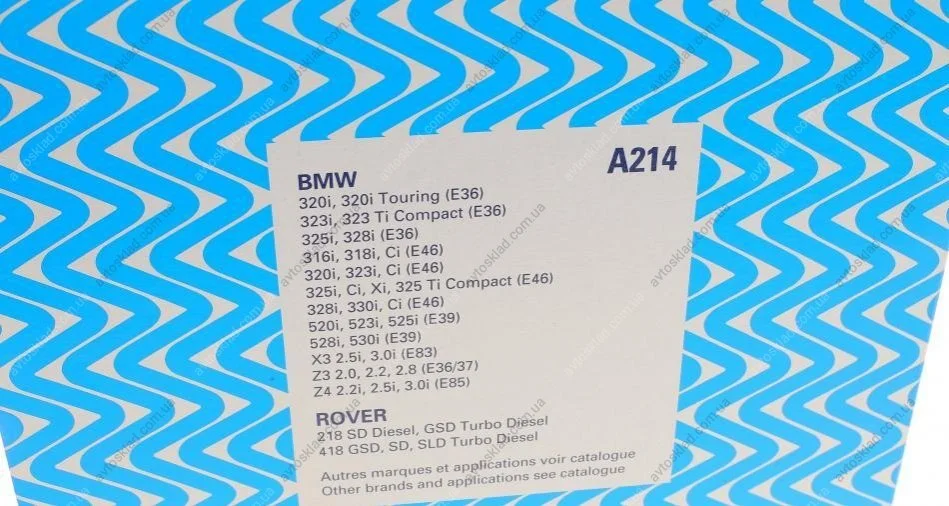 A214
BMW
320i, 320i Touring (E36)
323i, 323 Ti Compact (E36)
325i, 328i (E36)
316i, 318i, Ci (E46)
320i, 323i, Ci (E46)
325i, Ci, Xi, 325 Ti Compact (E46)
328i, 330i, Ci (E46)
520i, 523i, 525i (E39)
528i, 530i (E39)
X3 2.5i, 3.0i (E83)
Z3 2.0, 2.2, 2.8 (E36/37)
Z4 2.2i, 2.5i, 3.0i (E85)
ROVER
218 SD Diesel, GSD Turbo Diesel
418 GSD, SD, SLD Turbo Diesel
Autres marques et applications voir catalogue
Other brands and applications see catalogue
avtosklad.com.ua